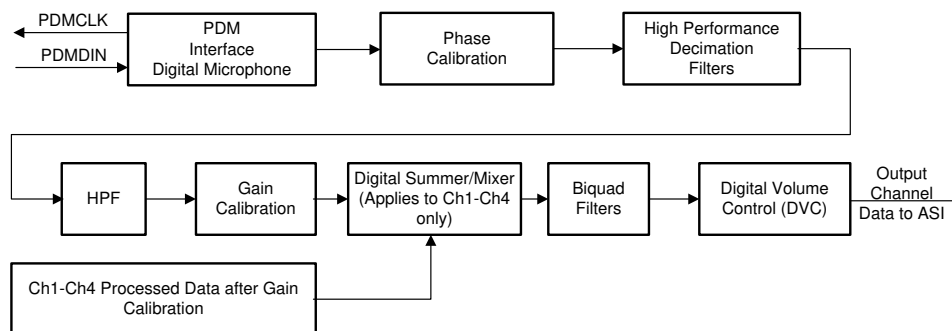 PDMCLK
PDMDIN
PDM
Interface
Digital Microphone
Phase
Calibration
High Performance
Decimation
Filters
HPF
Gain
Calibration
Digital Summer/Mixer
(Applies to Ch1-Ch4
only)
Biquad
Filters
Digital Volume
Control (DVC)
Output
Channel
Data to ASI
Ch1-Ch4 Processed Data after Gain
Calibration